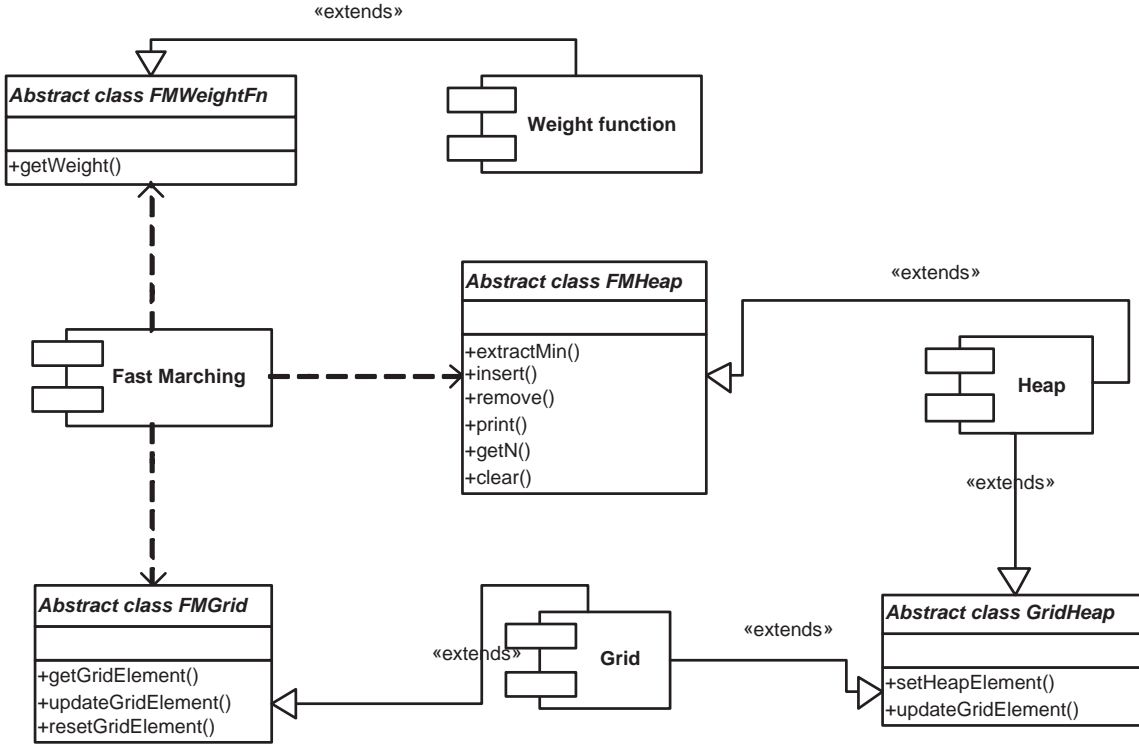 «extends»
Abstract class FMWeightFn
+getWeight()
Weight function
Abstract class FMHeap
+extractMin()
+insert()
+remove()
+print()
+getN()
+clear()
«extends»
Fast Marching
Heap
«extends»
Abstract class FMGrid
+getGridElement()
+updateGridElement()
+resetGridElement()
«extends»
Grid
«extends»
Abstract class GridHeap
+setHeapElement()
+updateGridElement()